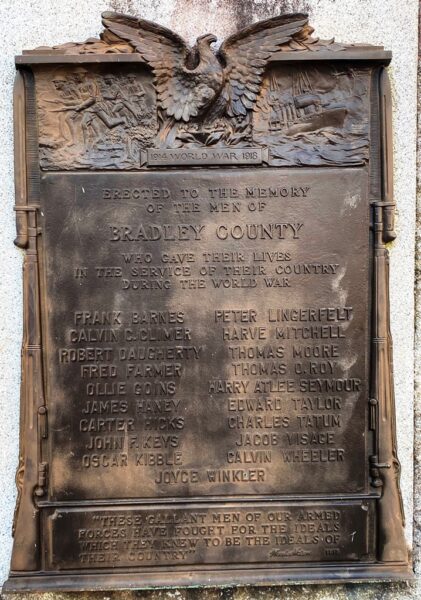 1914 WORLD WAR 1918
ERECTED TO THE MEMORY
OF THE MEN OF
BRADLEY COUNTY
WHO GAVE THEIR LIVES
IN THE SERVICE OF THEIR COUNTRY
DURING THE WORLD WAR
FRANK BARNES
CALVIN C. CLIMER
ROBERT DAUGHERTY
FRED FARMER
OLLIE GOINS
JAMES HANEY
CARTER HICKS
JOHN F. KEYS
OSCAR KIBBLE
PETER LINGERFELT
HARVE MITCHELL
THOMAS MOORE
THOMAS O. ROY
HARRY ATLEE SEYMOUR
EDWARD TAYLOR
CHARLES TATUM
JACOB VISAGE
CALVIN WHEELER
JOYCE WINKLER
"THESE GALLANT MEN OF OUR ARMED
FORCES HAVE FOUGHT FOR THE IDEALS
WHICH THEY KNEW TO BE THE IDEALS OF
THEIR COUNTRY"